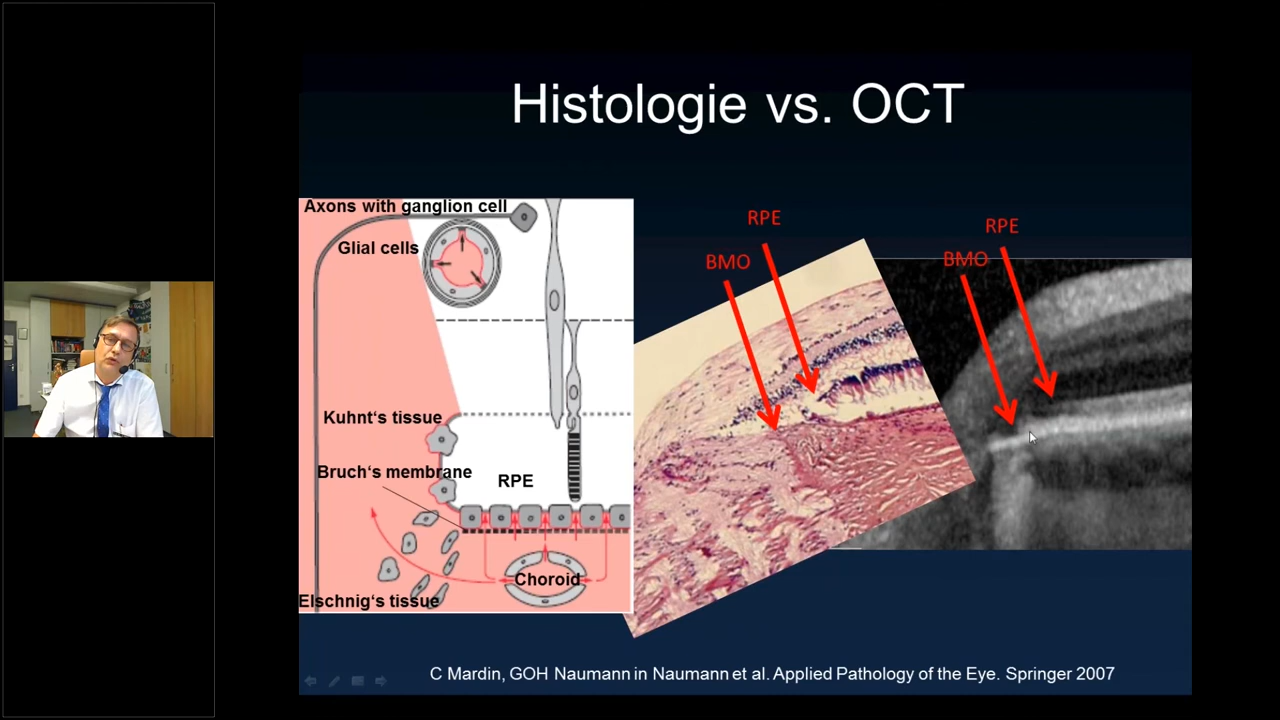 Histologie vs. OCT
Axons with ganglion cell
Glial cells
Kuhnt‘s tissue
Bruch‘s membrane
RPE
Choroid
Elschnig‘s tissue
RPE
BMO
RPE
BMO
C Mardin, GOH Naumann in Naumann et al. Applied Pathology of the Eye. Springer 2007